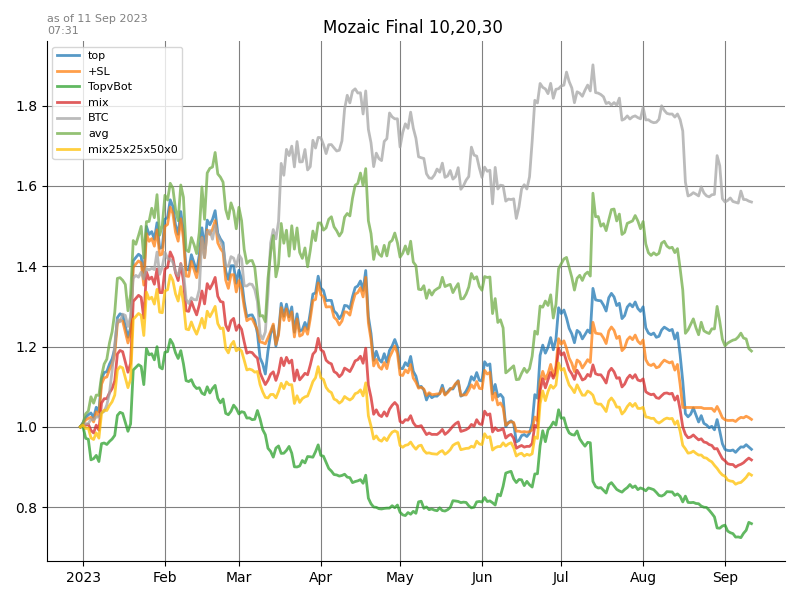 as of 11 Sep 2023
07:31
Mozaic Final 10,20,30
top
+SL
TopvBot
mix
BTC
avg
mix25x25x50x0
1.8
1.6
1.4
1.2
1.0
0.8
2023 Feb Mar Apr May Jun Jul Aug Sep